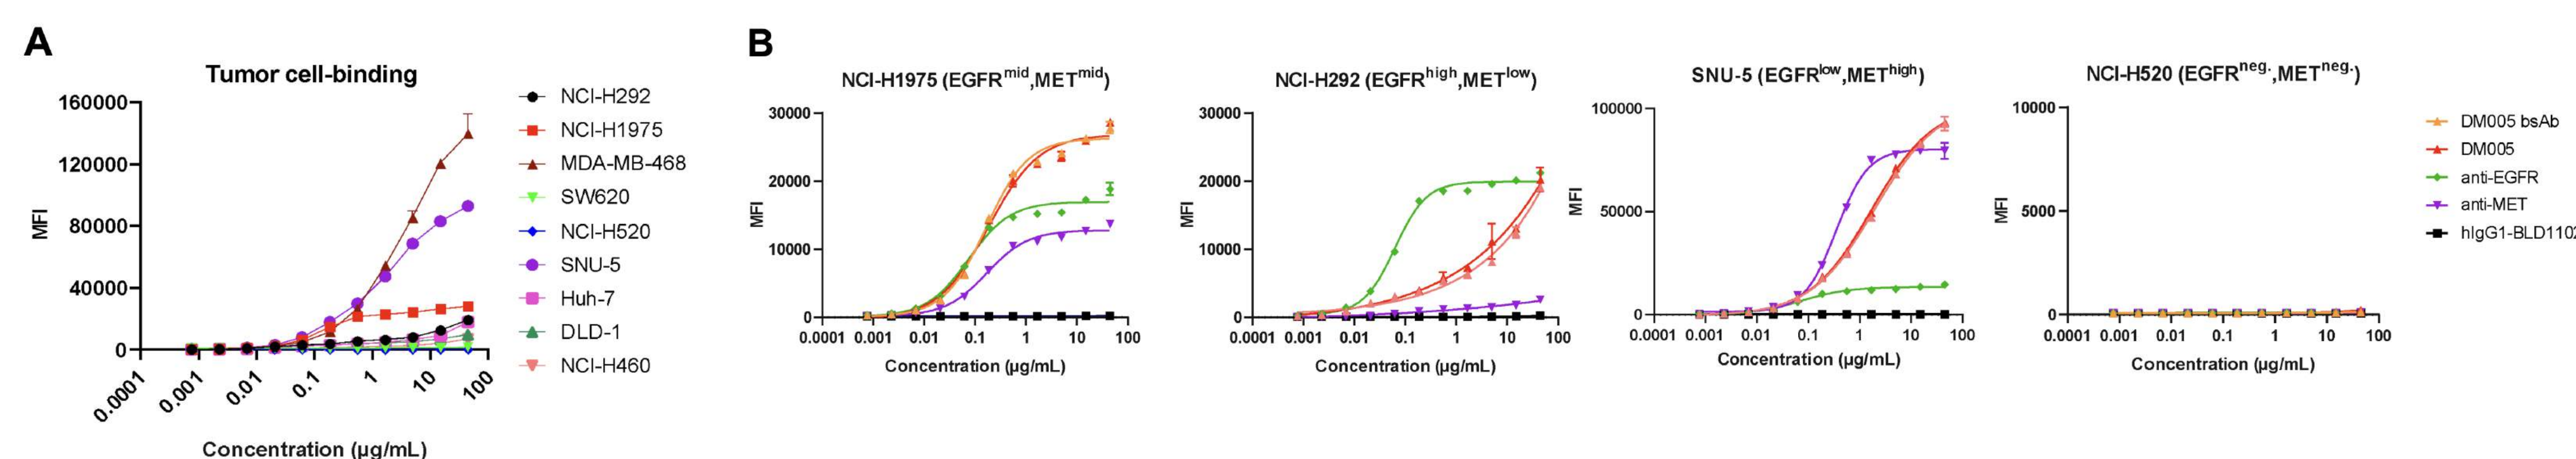 A
Tumor cell-binding
MFI
160000
120000
80000
40000
0
0.0001
0.001
0.01
0.1
1
10
100
Concentration (µg/mL)
NCI-H292
NCI-H1975
MDA-MB-468
SW620
NCI-H520
SNU-5
Huh-7
DLD-1
NCI-H460
B
NCI-H1975 (EGFRmid,METmid)
MFI
30000
20000
10000
0
0.0001 0.001 0.01 0.1 1 10 100
Concentration (µg/mL)
NCI-H292 (EGFRhigh,METlow)
MFI
30000
20000
10000
0
0.0001 0.001 0.01 0.1 1 10 100
Concentration (µg/mL)
SNU-5 (EGFRlow,METhigh)
MFI
100000
50000
0
0.0001 0.001 0.01 0.1 1 10 100
Concentration (µg/mL)
NCI-H520 (EGFRneg.,METneg.)
MFI
10000
5000
0
0.0001 0.001 0.01 0.1 1 10 100
Concentration (µg/mL)
DM005 bsAb
DM005
anti-EGFR
anti-MET
hIgG1-BLD1102